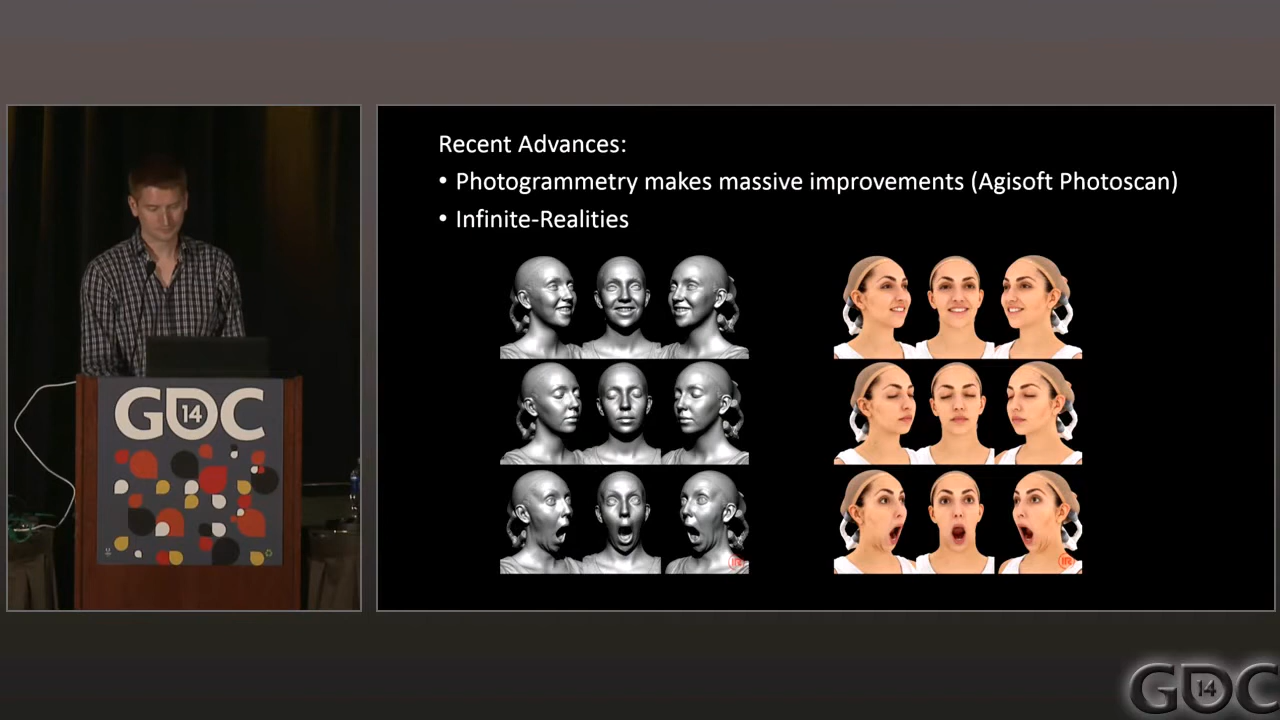 Recent Advances:
• Photogrammetry makes massive improvements (Agisoft Photoscan)
• Infinite-Realities
GDC
14
GDC
14